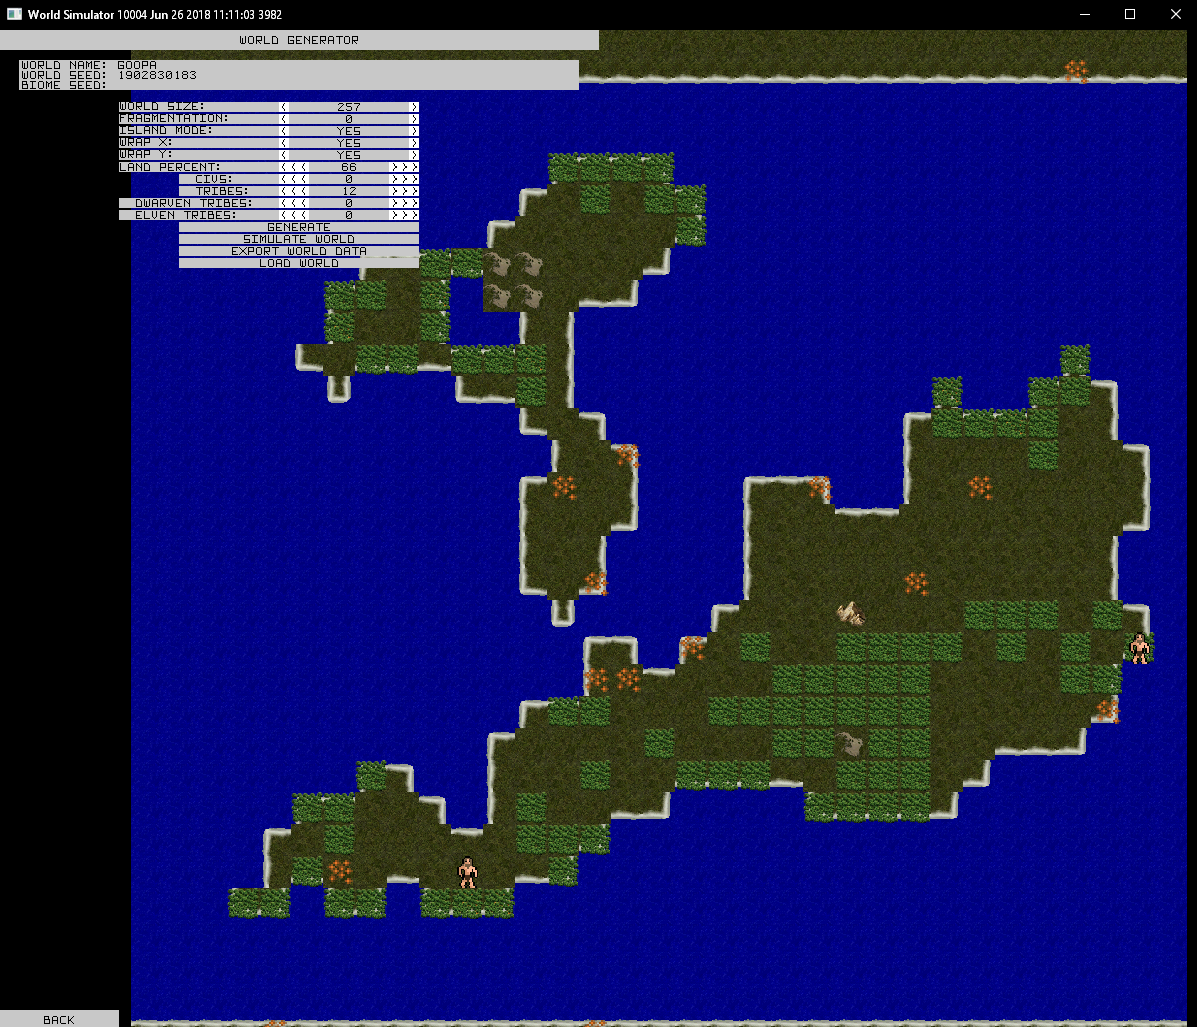 World Simulator 10004 Jun 26 2018 11:11:03 3982
WORLD GENERATOR
WORLD NAME: GOOPA
WORLD SEED: 1902830183
BIOME SEED:
WORLD SIZE: < 257 >
FRAGMENTATION: < 0 >
ISLAND MODE: < YES >
WRAP X: < YES >
WRAP Y: < YES >
LAND PERCENT: < < < 66 > > >
CIVS: < < < 0 > > >
TRIBES: < < < 12 > > >
DWARVEN TRIBES: < < < 0 > > >
ELVEN TRIBES: < < < 0 > > >
GENERATE
SIMULATE WORLD
EXPORT WORLD DATA
LOAD WORLD
BACK